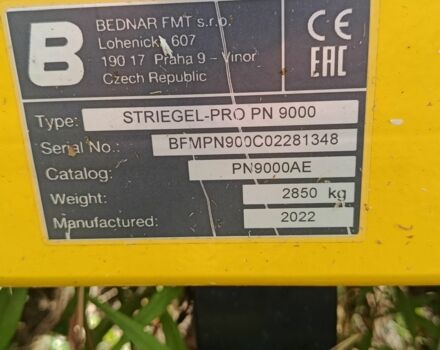 B
BEDNAR FMT s.r.o.
Lohenická 607
190 17 Praha 9 - Vinoř
Czech Republic
CE
EAC
Type: STRIEGEL-PRO PN 9000
Serial No.: BFMPN900C02281348
Catalog: PN9000AE
Weight: 2850 kg
Manufactured: 2022